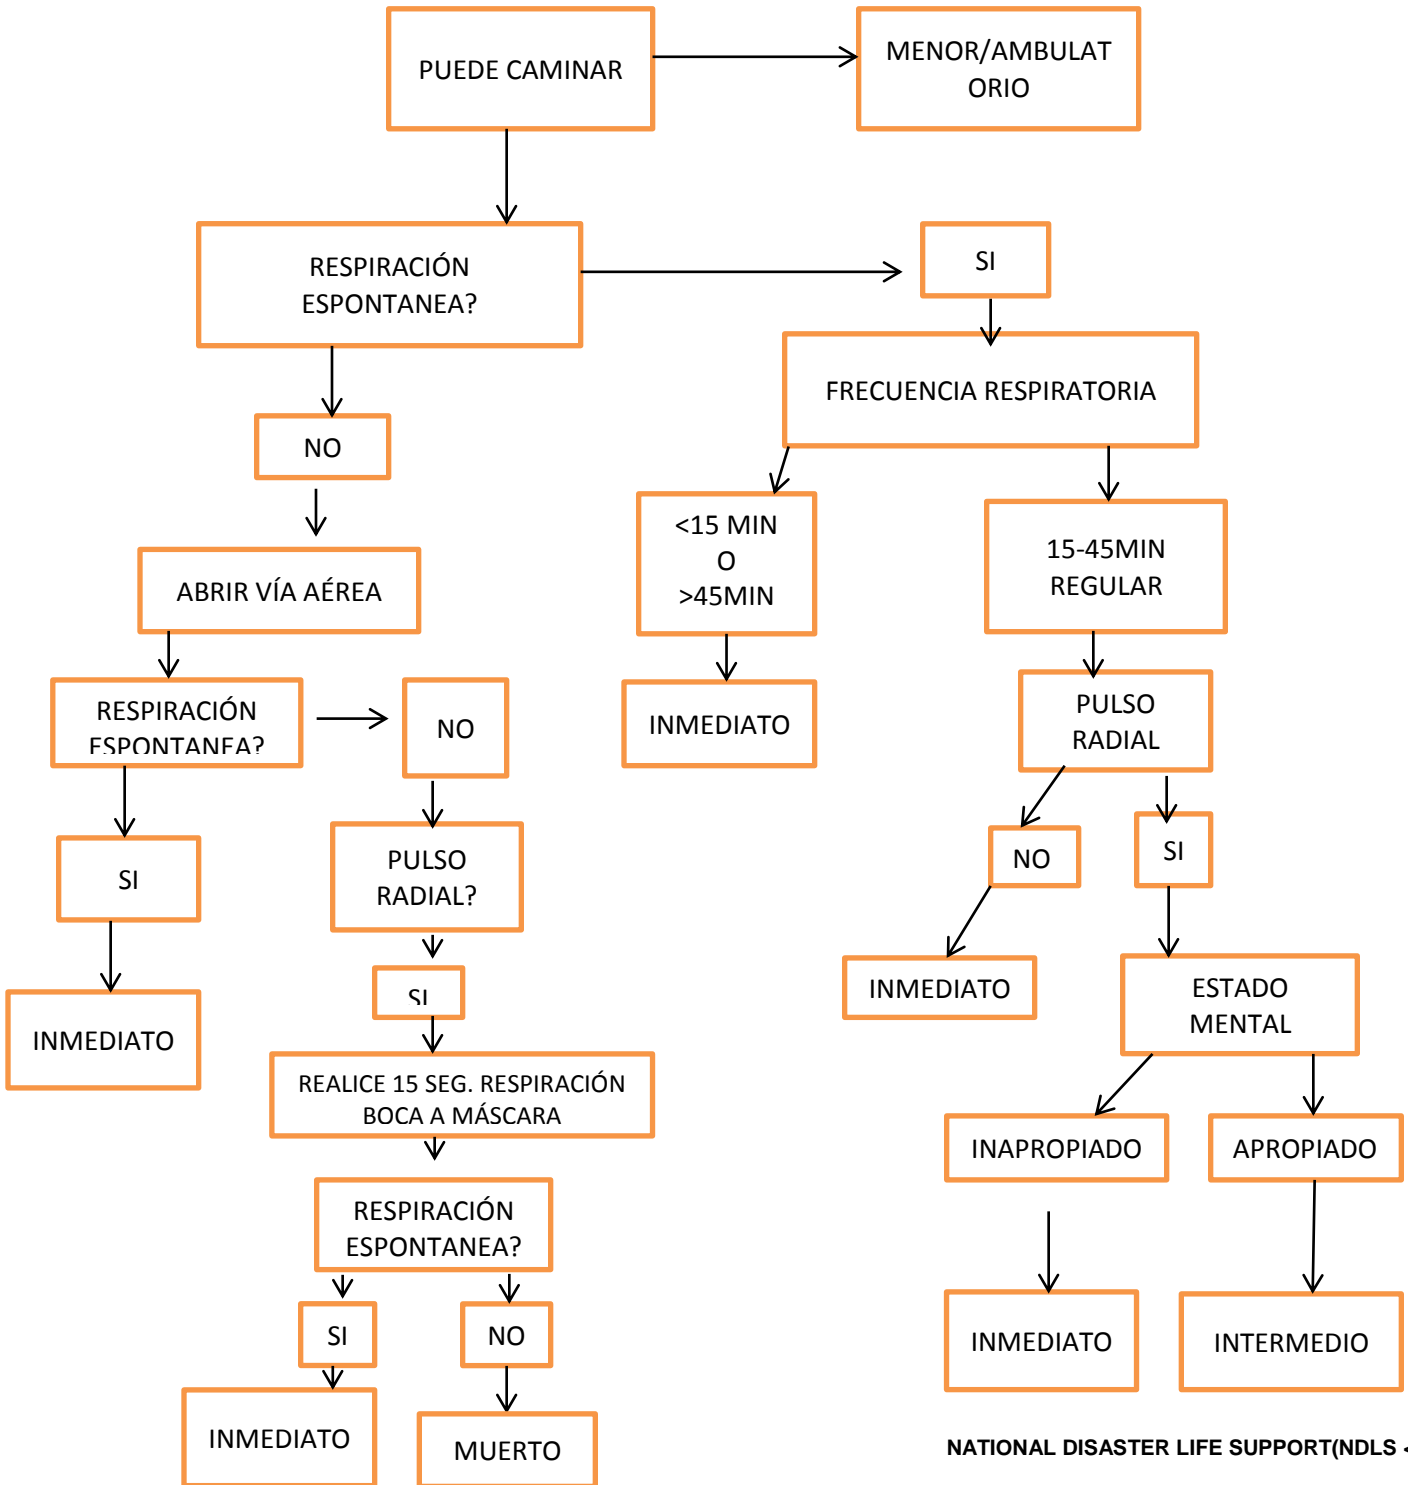 PUEDE CAMINAR
MENOR/AMBULAT
ORIO
RESPIRACIÓN
ESPONTANEA?
SI
FRECUENCIA RESPIRATORIA
NO
<15 MIN
O
>45MIN
15-45MIN
REGULAR
ABRIR VÍA AÉREA
RESPIRACIÓN
ESPONTANEA?
NO
INMEDIATO
PULSO
RADIAL
SI
PULSO
RADIAL?
NO
SI
SI
INMEDIATO
ESTADO
MENTAL
INMEDIATO
REALICE 15 SEG. RESPIRACIÓN
BOCA A MÁSCARA
INAPROPIADO
APROPIADO
RESPIRACIÓN
ESPONTANEA?
SI
NO
INMEDIATO
INTERMEDIO
INMEDIATO
MUERTO
NATIONAL DISASTER LIFE SUPPORT(NDLS <